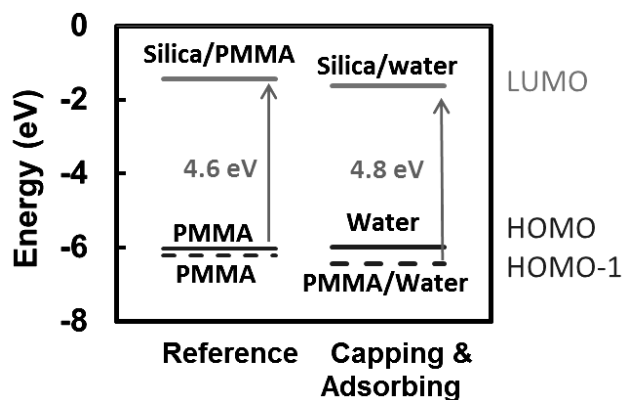 0
Silica/PMMA
Silica/water
LUMO
-2
Energy (eV)
4.6 eV
4.8 eV
-4
PMMA
Water
HOMO
-6
PMMA
PMMA/Water
HOMO-1
-8
Reference
Capping &
Adsorbing